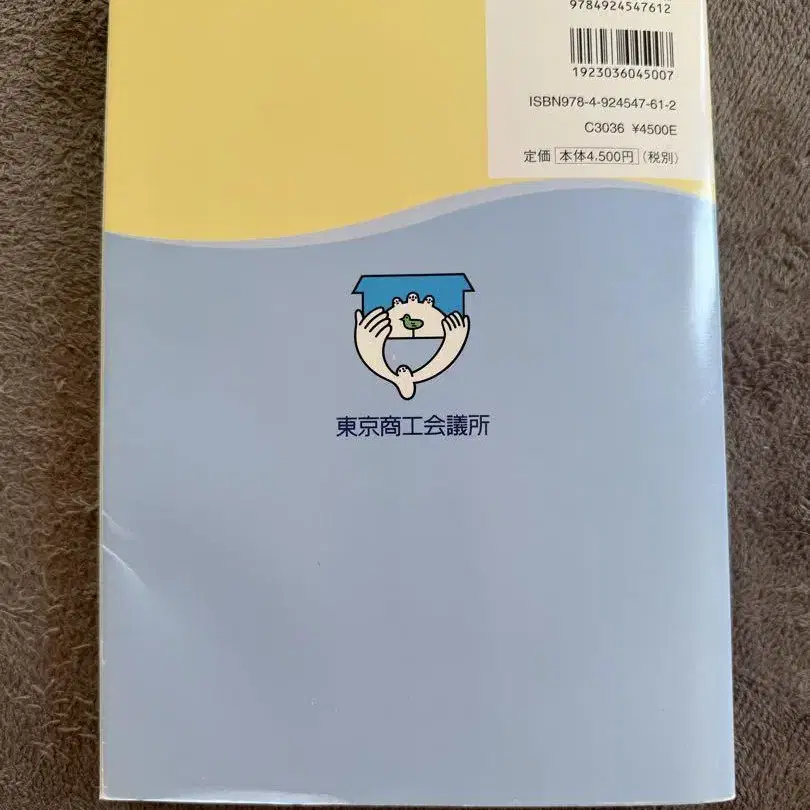 9784924547612
1923036045007
ISBN978-4-924547-61-2
C3036 ¥4500E
定価 本体4,500円 (税別)
東京商工会議所